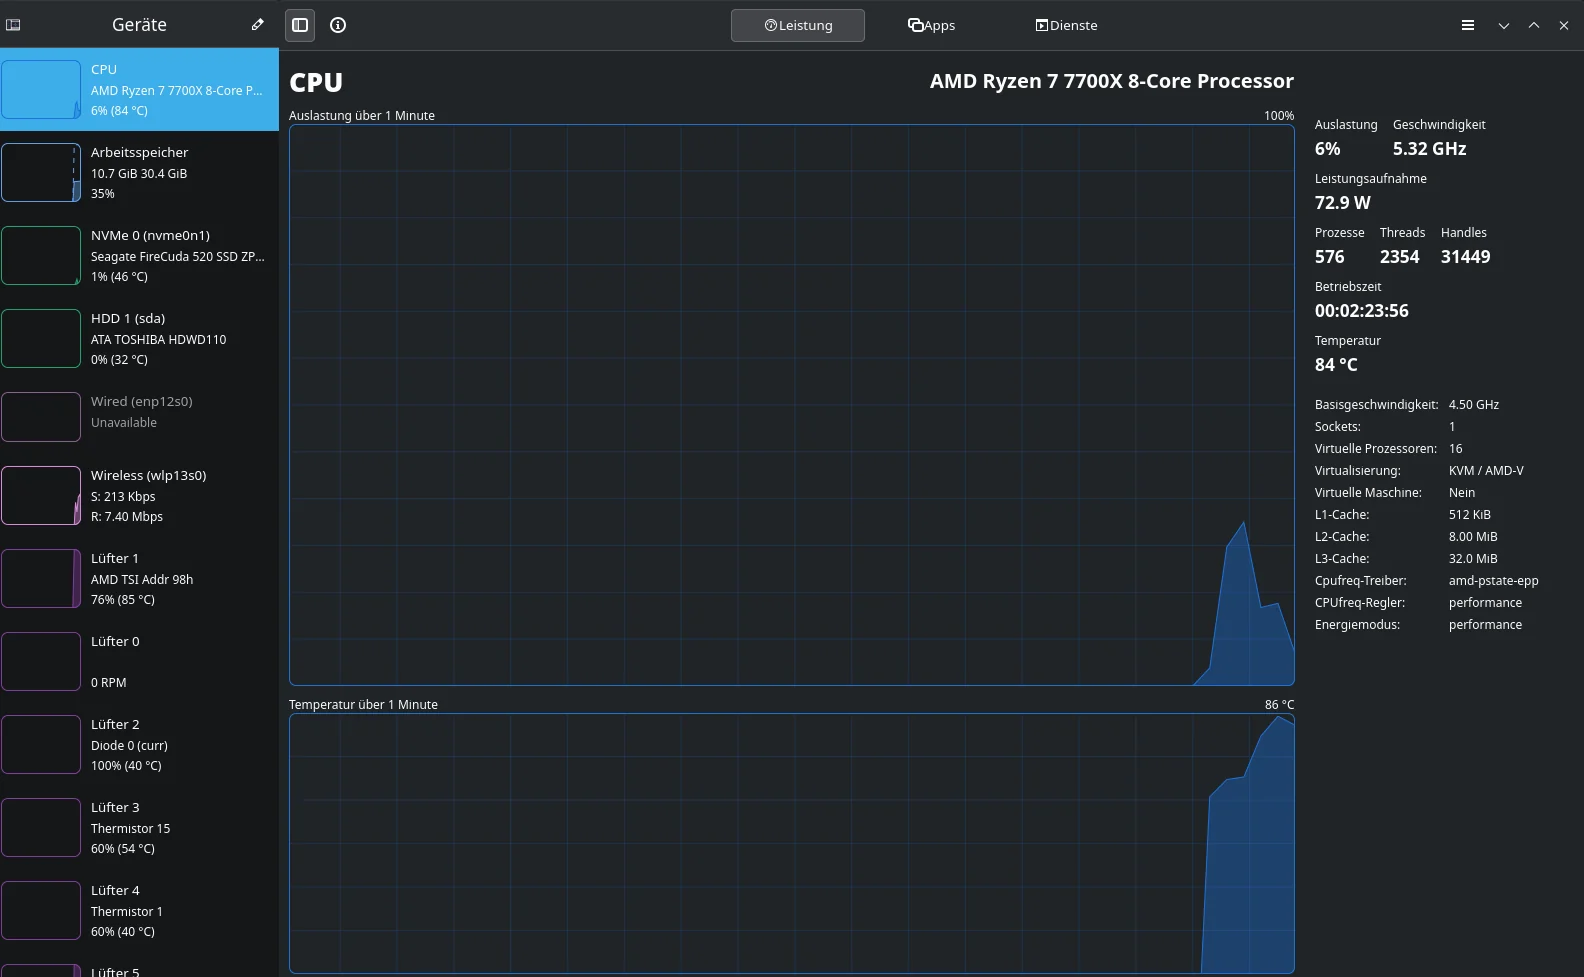 Geräte
Leistung
Apps
Dienste
CPU
AMD Ryzen 7 7700X 8-Core P...
6% (84 °C)
Arbeitsspeicher
10.7 GiB 30.4 GiB
35%
NVMe 0 (nvme0n1)
Seagate FireCuda 520 SSD ZP...
1% (46 °C)
HDD 1 (sda)
ATA TOSHIBA HDWD110
0% (32 °C)
Wired (enp12s0)
Unavailable
Wireless (wlp13s0)
S: 213 Kbps
R: 7.40 Mbps
Lüfter 1
AMD TSI Addr 98h
76% (85 °C)
Lüfter 0
0 RPM
Lüfter 2
Diode 0 (curr)
100% (40 °C)
Lüfter 3
Thermistor 15
60% (54 °C)
Lüfter 4
Thermistor 1
60% (40 °C)
Lüfter 5
CPU
AMD Ryzen 7 7700X 8-Core Processor
Auslastung über 1 Minute
100%
Temperatur über 1 Minute
86 °C
Auslastung Geschwindigkeit
6% 5.32 GHz
Leistungsaufnahme
72.9 W
Prozesse Threads Handles
576 2354 31449
Betriebszeit
00:02:23:56
Temperatur
84 °C
Basisgeschwindigkeit: 4.50 GHz
Sockets: 1
Virtuelle Prozessoren: 16
Virtualisierung: KVM / AMD-V
Virtuelle Maschine: Nein
L1-Cache: 512 KiB
L2-Cache: 8.00 MiB
L3-Cache: 32.0 MiB
Cpufreq-Treiber: amd-pstate-epp
CPUfreq-Regler: performance
Energiemodus: performance